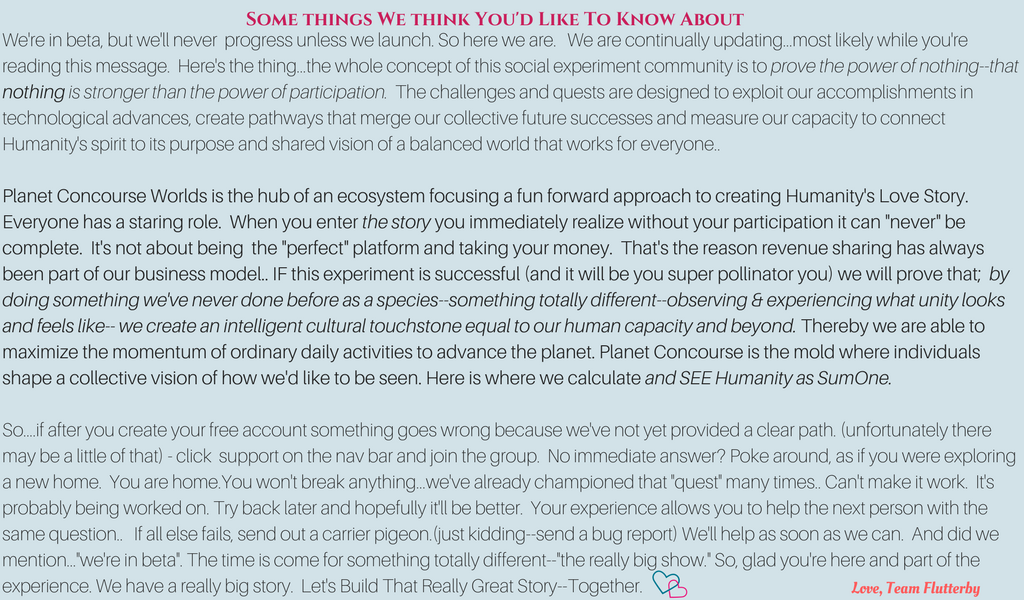 Some things We think You'd Like To Know About
We're in beta, but we'll never progress unless we launch. So here we are. We are continually updating...most likely while you're
reading this message. Here's the thing...the whole concept of this social experiment community is to prove the power of nothing--that
nothing is stronger than the power of participation. The challenges and quests are designed to exploit our accomplishments in
technological advances, create pathways that merge our collective future successes and measure our capacity to connect
Humanity's spirit to its purpose and shared vision of a balanced world that works for everyone..
Planet Concourse Worlds is the hub of an ecosystem focusing a fun forward approach to creating Humanity's Love Story.
Everyone has a staring role. When you enter the story you immediately realize without your participation it can "never" be
complete. It's not about being the "perfect" platform and taking your money. That's the reason revenue sharing has always
been part of our business model.. IF this experiment is successful (and it will be you super pollinator you) we will prove that; by
doing something we've never done before as a species--something totally different--observing & experiencing what unity looks
and feels like-- we create an intelligent cultural touchstone equal to our human capacity and beyond. Thereby we are able to
maximize the momentum of ordinary daily activities to advance the planet. Planet Concourse is the mold where individuals
shape a collective vision of how we'd like to be seen. Here is where we calculate and SEE Humanity as SumOne.
So....if after you create your free account something goes wrong because we've not yet provided a clear path. (unfortunately there
may be a little of that) - click support on the nav bar and join the group. No immediate answer? Poke around, as if you were exploring
a new home. You are home.You won't break anything...we've already championed that "quest" many times.. Can't make it work. It's
probably being worked on. Try back later and hopefully it'll be better. Your experience allows you to help the next person with the
same question.. If all else fails, send out a carrier pigeon.(just kidding--send a bug report) We'll help as soon as we can. And did we
mention..."we're in beta". The time is come for something totally different--"the really big show." So, glad you're here and part of the
experience. We have a really big story. Let's Build That Really Great Story--Together.
Love, Team Flutterby